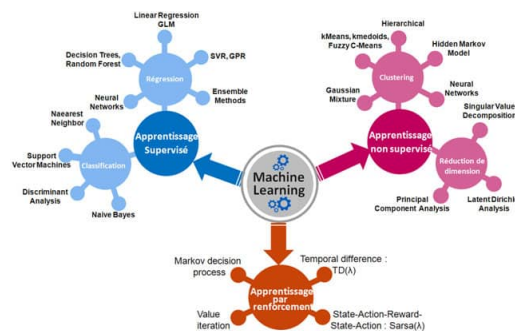 Linear Regression
GLM
Decision Trees,
Random Forest
SVR, GPR
Régression
Neural
Networks
Ensemble
Methods
Naearest
Neighbor
Support
Vector Machines
Classification
Discriminant
Analysis
Naive Bayes
Apprentissage
Supervisé
Machine
Learning
Hierarchical
kMeans, kmedoids,
Fuzzy C-Means
Hidden Markov
Model
Clustering
Gaussian
Mixture
Neural
Networks
Apprentissage
non supervisé
Singular Value
Decomposition
Réduction de
dimension
Principal
Component Analysis
Latent Dirichl
Analysis
Markov decision
process
Temporal difference :
TD(λ)
Apprentissage
par
renforcement
Value
iteration
State-Action-Reward-
State-Action : Sarsa(λ)